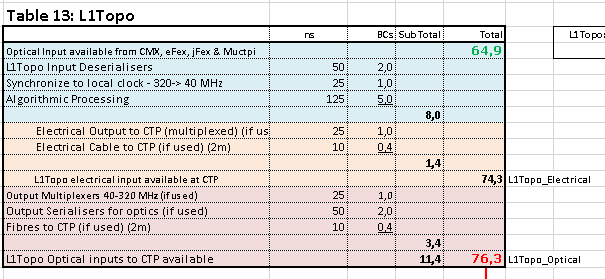 Table 13: L1Topo
ns BCs Sub Total Total
Optical Input available from CMX, eFex, jFex & Muctpi 64,9
L1Topo Input Deserialisers 50 2,0
Synchronize to local clock - 320-> 40 MHz 25 1,0
Algorithmic Processing 125 5,0
8,0
Electrical Output to CTP (multiplexed) (if us 25 1,0
Electrical Cable to CTP (if used) (2m) 10 0,4
1,4
L1Topo electrical input available at CTP 74,3 L1Topo_Electrical
Output Multiplexers 40-320 MHz (if used) 25 1,0
Output Serialisers for optics (if used) 50 2,0
Fibres to CTP (if used) (2m) 10 0,4
3,4
L1Topo Optical inputs to CTP available 11,4 76,3 L1Topo_Optical
L1Topos